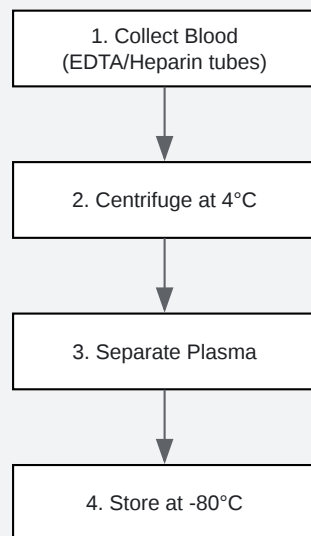 1. Collect Blood
(EDTA/Heparin tubes)
2. Centrifuge at 4°C
3. Separate Plasma
4. Store at -80°C